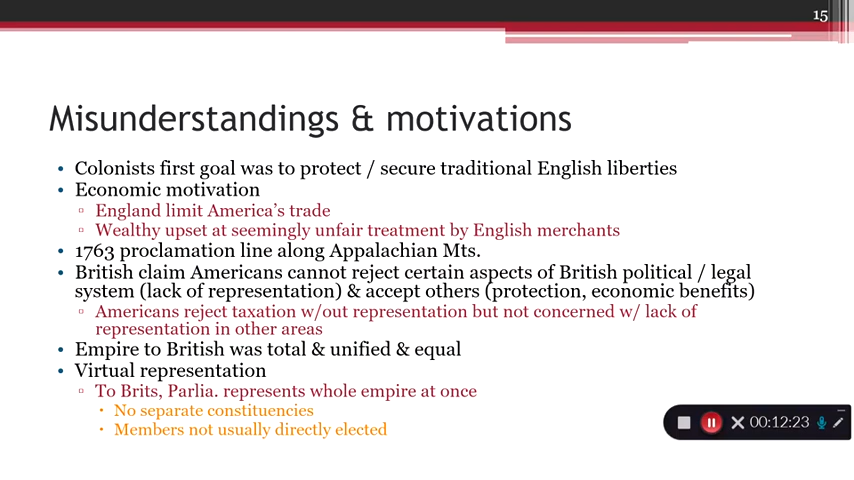 15
Misunderstandings & motivations
• Colonists first goal was to protect / secure traditional English liberties
• Economic motivation
▫ England limit America's trade
▫ Wealthy upset at seemingly unfair treatment by English merchants
• 1763 proclamation line along Appalachian Mts.
• British claim Americans cannot reject certain aspects of British political / legal
system (lack of representation) & accept others (protection, economic benefits)
▫ Americans reject taxation w/out representation but not concerned w/ lack of
representation in other areas
• Empire to British was total & unified & equal
• Virtual representation
▫ To Brits, Parlia. represents whole empire at once
▪ No separate constituencies
▪ Members not usually directly elected
00:12:23